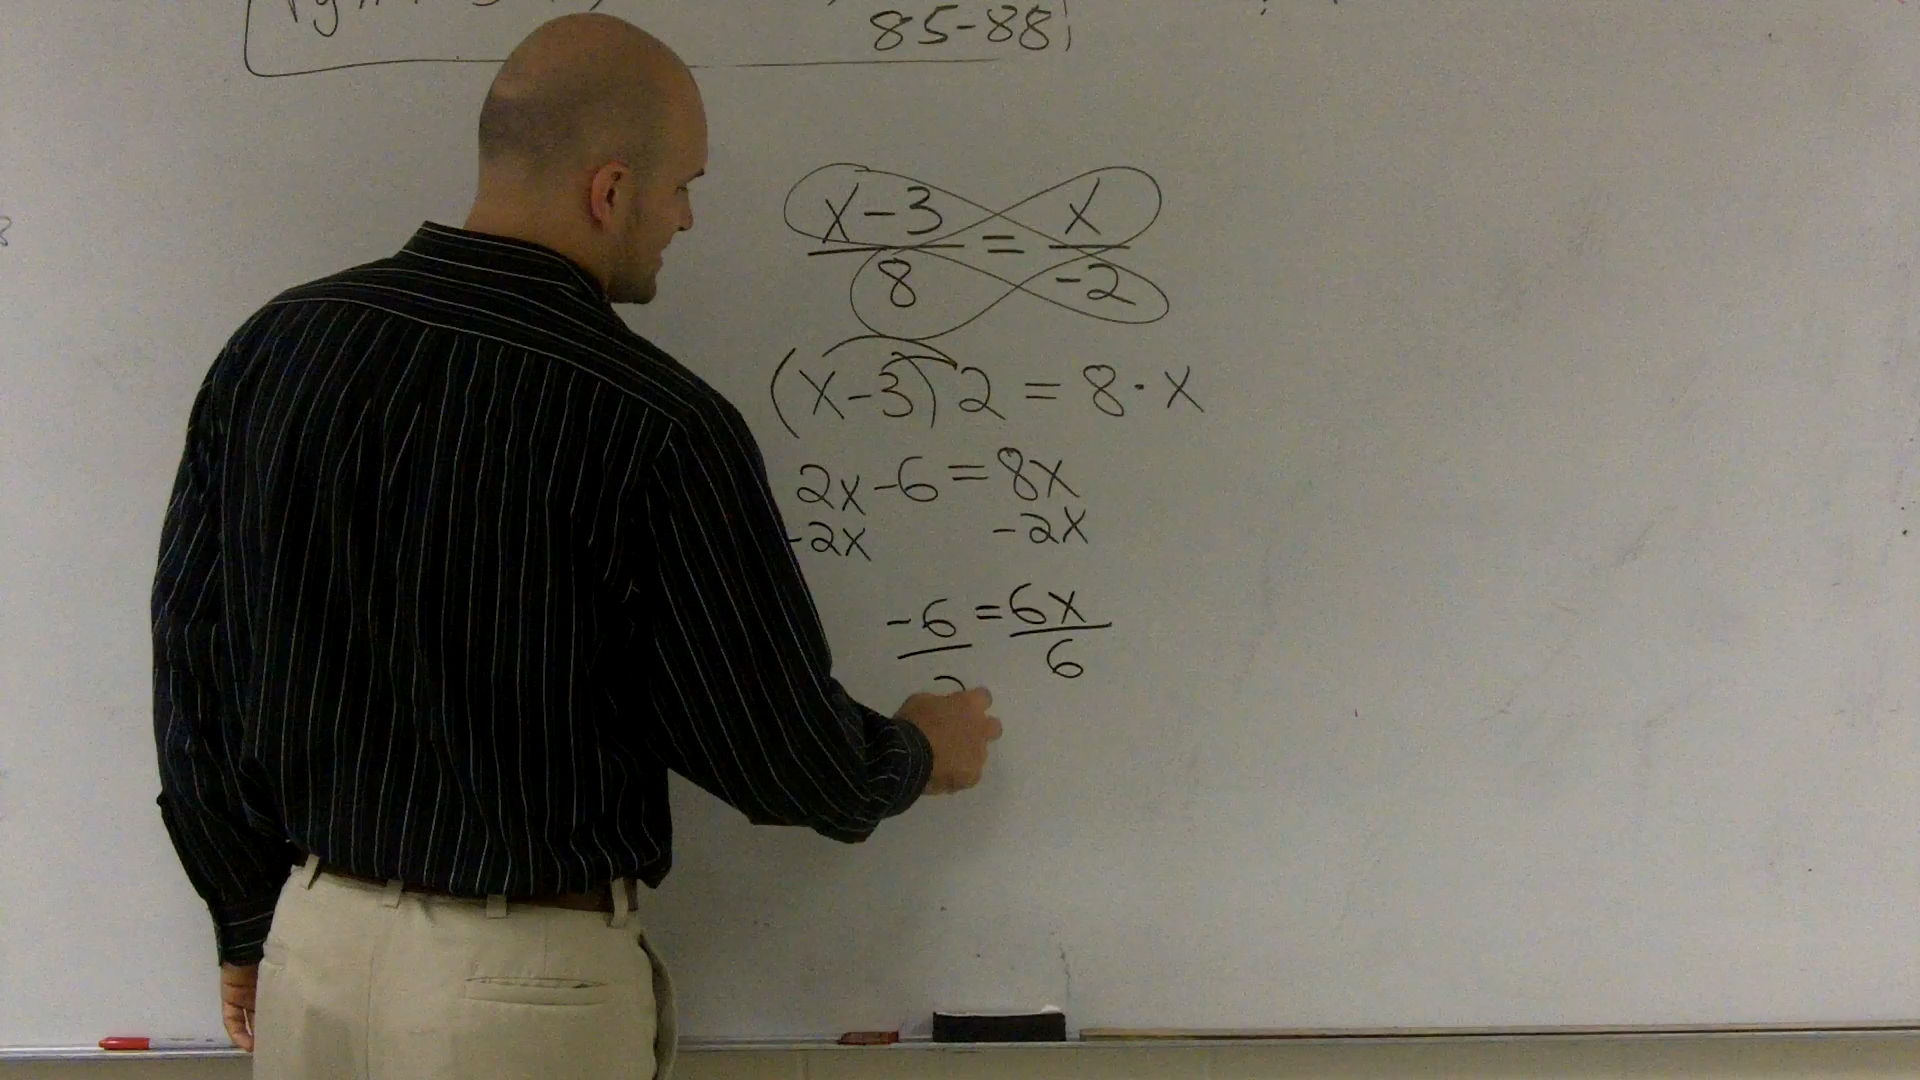 85-88
x-3 = x
8 -2
(x-3)2 = 8·x
2x-6=8x
-2x -2x
-6=6x
6